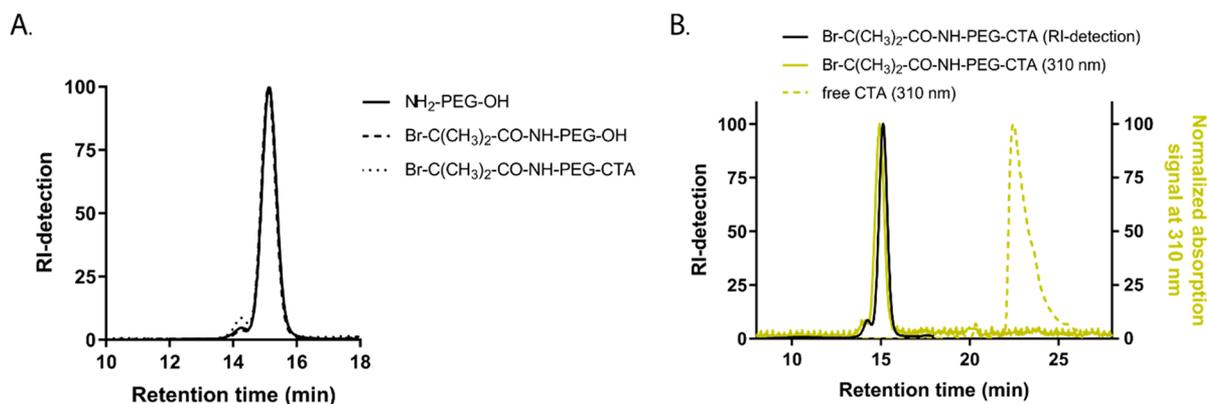 A.
100
75
50
25
0
RI-detection
10 12 14 16 18
Retention time (min)
NH2-PEG-OH
Br-C(CH3)2-CO-NH-PEG-OH
Br-C(CH3)2-CO-NH-PEG-CTA
B.
Br-C(CH3)2-CO-NH-PEG-CTA (RI-detection)
Br-C(CH3)2-CO-NH-PEG-CTA (310 nm)
free CTA (310 nm)
100
75
50
25
0
RI-detection
10 15 20 25
Retention time (min)
100
75
50
25
0
Normalized absorption
signal at 310 nm